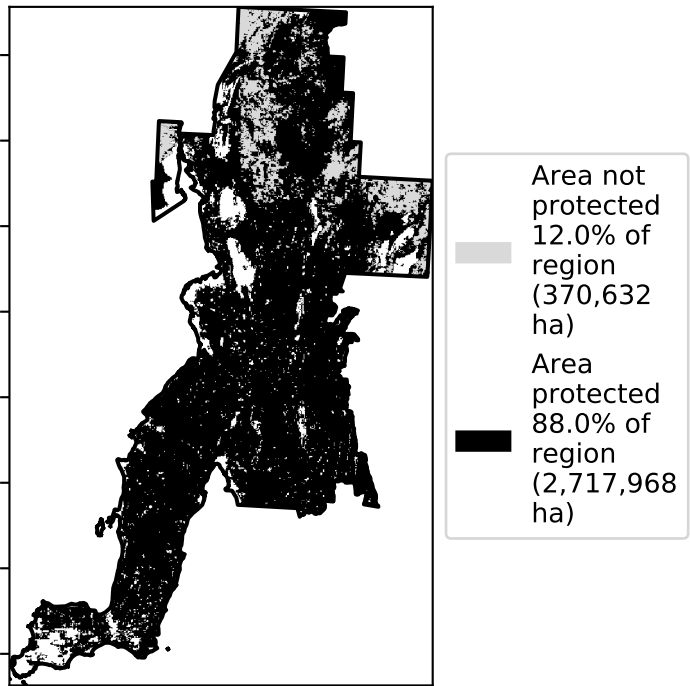 Area not
protected
12.0% of
region
(370,632
ha)
Area
protected
88.0% of
region
(2,717,968
ha)